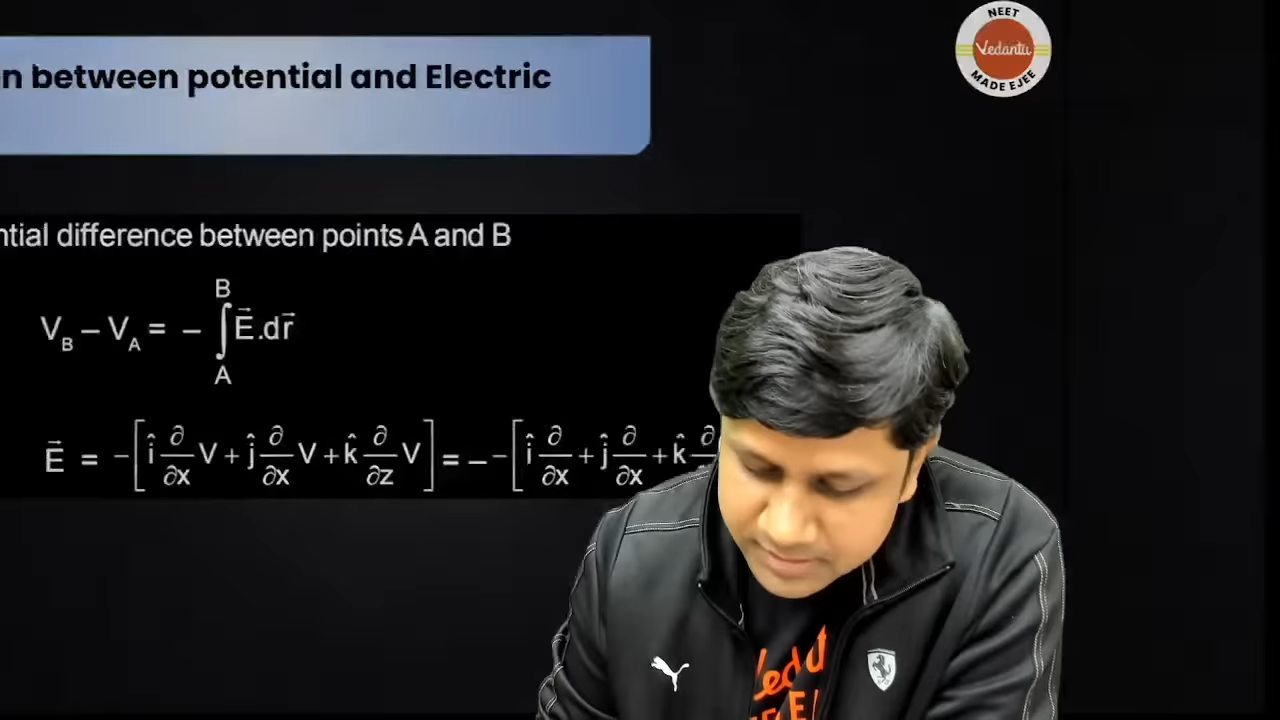 NEET
Vedantu
MADE EJEE
n between potential and Electric
ntial difference between points A and B
V_B – V_A = – ∫_A^B E⃗.dr⃗
E⃗ = –[î ∂/∂x V + ĵ ∂/∂x V + k̂ ∂/∂z V] = – –[î ∂/∂x + ĵ ∂/∂x + k̂ ∂